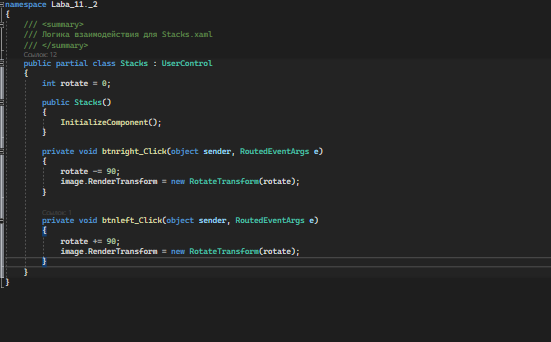 namespace Laba_11._2
{
/// <summary>
/// Логика взаимодействия для Stacks.xaml
/// </summary>
Ссылок: 12
public partial class Stacks : UserControl
{
int rotate = 0;
public Stacks()
{
InitializeComponent();
}
private void btnright_Click(object sender, RoutedEventArgs e)
{
rotate -= 90;
image.RenderTransform = new RotateTransform(rotate);
}
Ссылок: 1
private void btnleft_Click(object sender, RoutedEventArgs e)
{
rotate += 90;
image.RenderTransform = new RotateTransform(rotate);
}
}
}